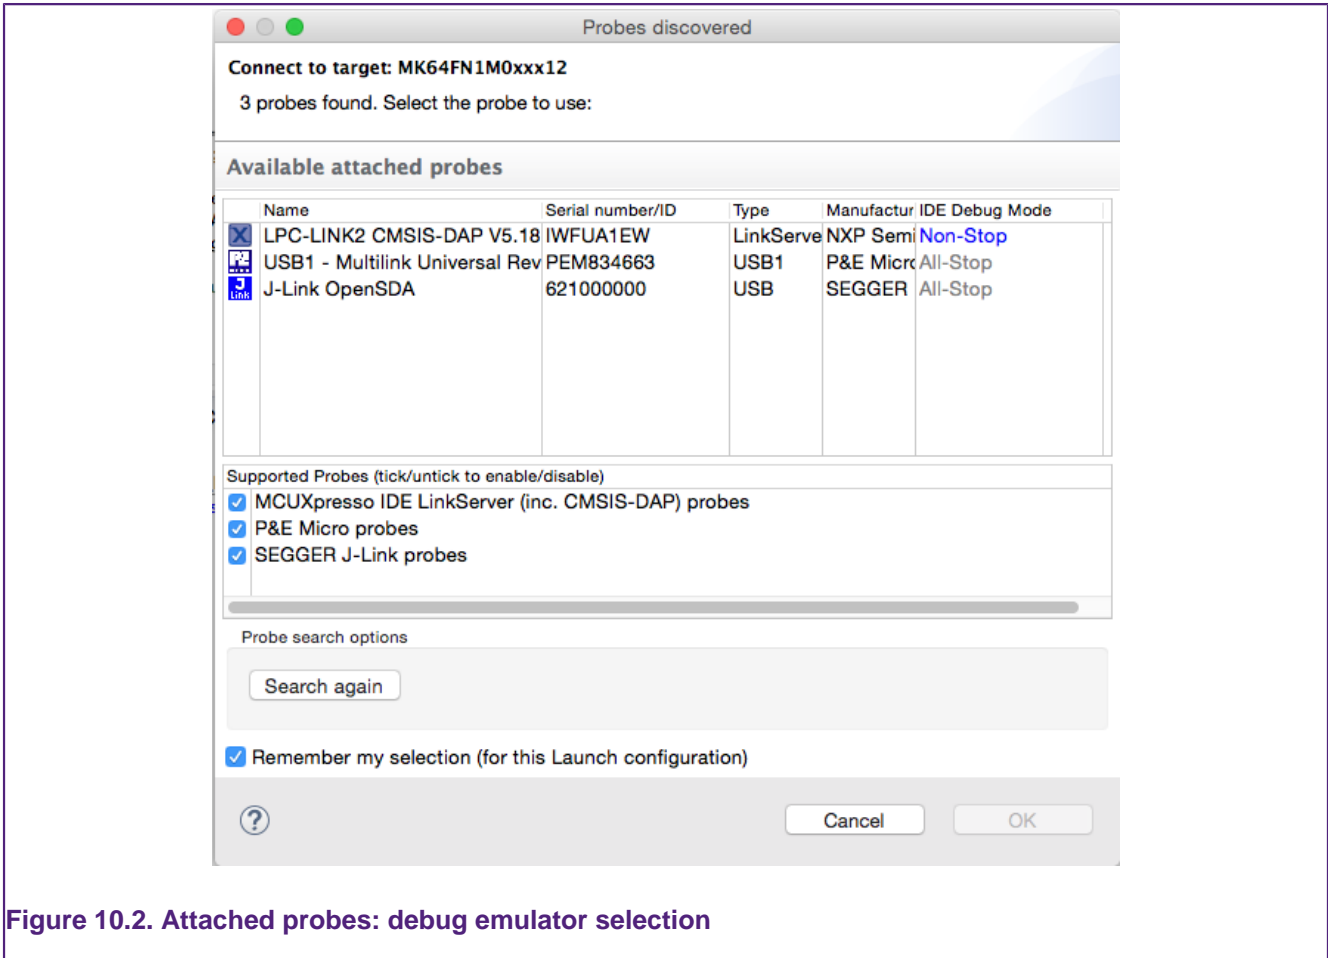 Probes discovered
Connect to target: MK64FN1M0xxx12
3 probes found. Select the probe to use:
Available attached probes
Name Serial number/ID Type Manufactur IDE Debug Mode
LPC-LINK2 CMSIS-DAP V5.18 IWFUA1EW LinkServe NXP Semi Non-Stop
USB1 - Multilink Universal Rev PEM834663 USB1 P&E Micro All-Stop
J-Link OpenSDA 621000000 USB SEGGER All-Stop
Supported Probes (tick/untick to enable/disable)
MCUXpresso IDE LinkServer (inc. CMSIS-DAP) probes
P&E Micro probes
SEGGER J-Link probes
Probe search options
Search again
Remember my selection (for this Launch configuration)
? Cancel OK
Figure 10.2. Attached probes: debug emulator selection